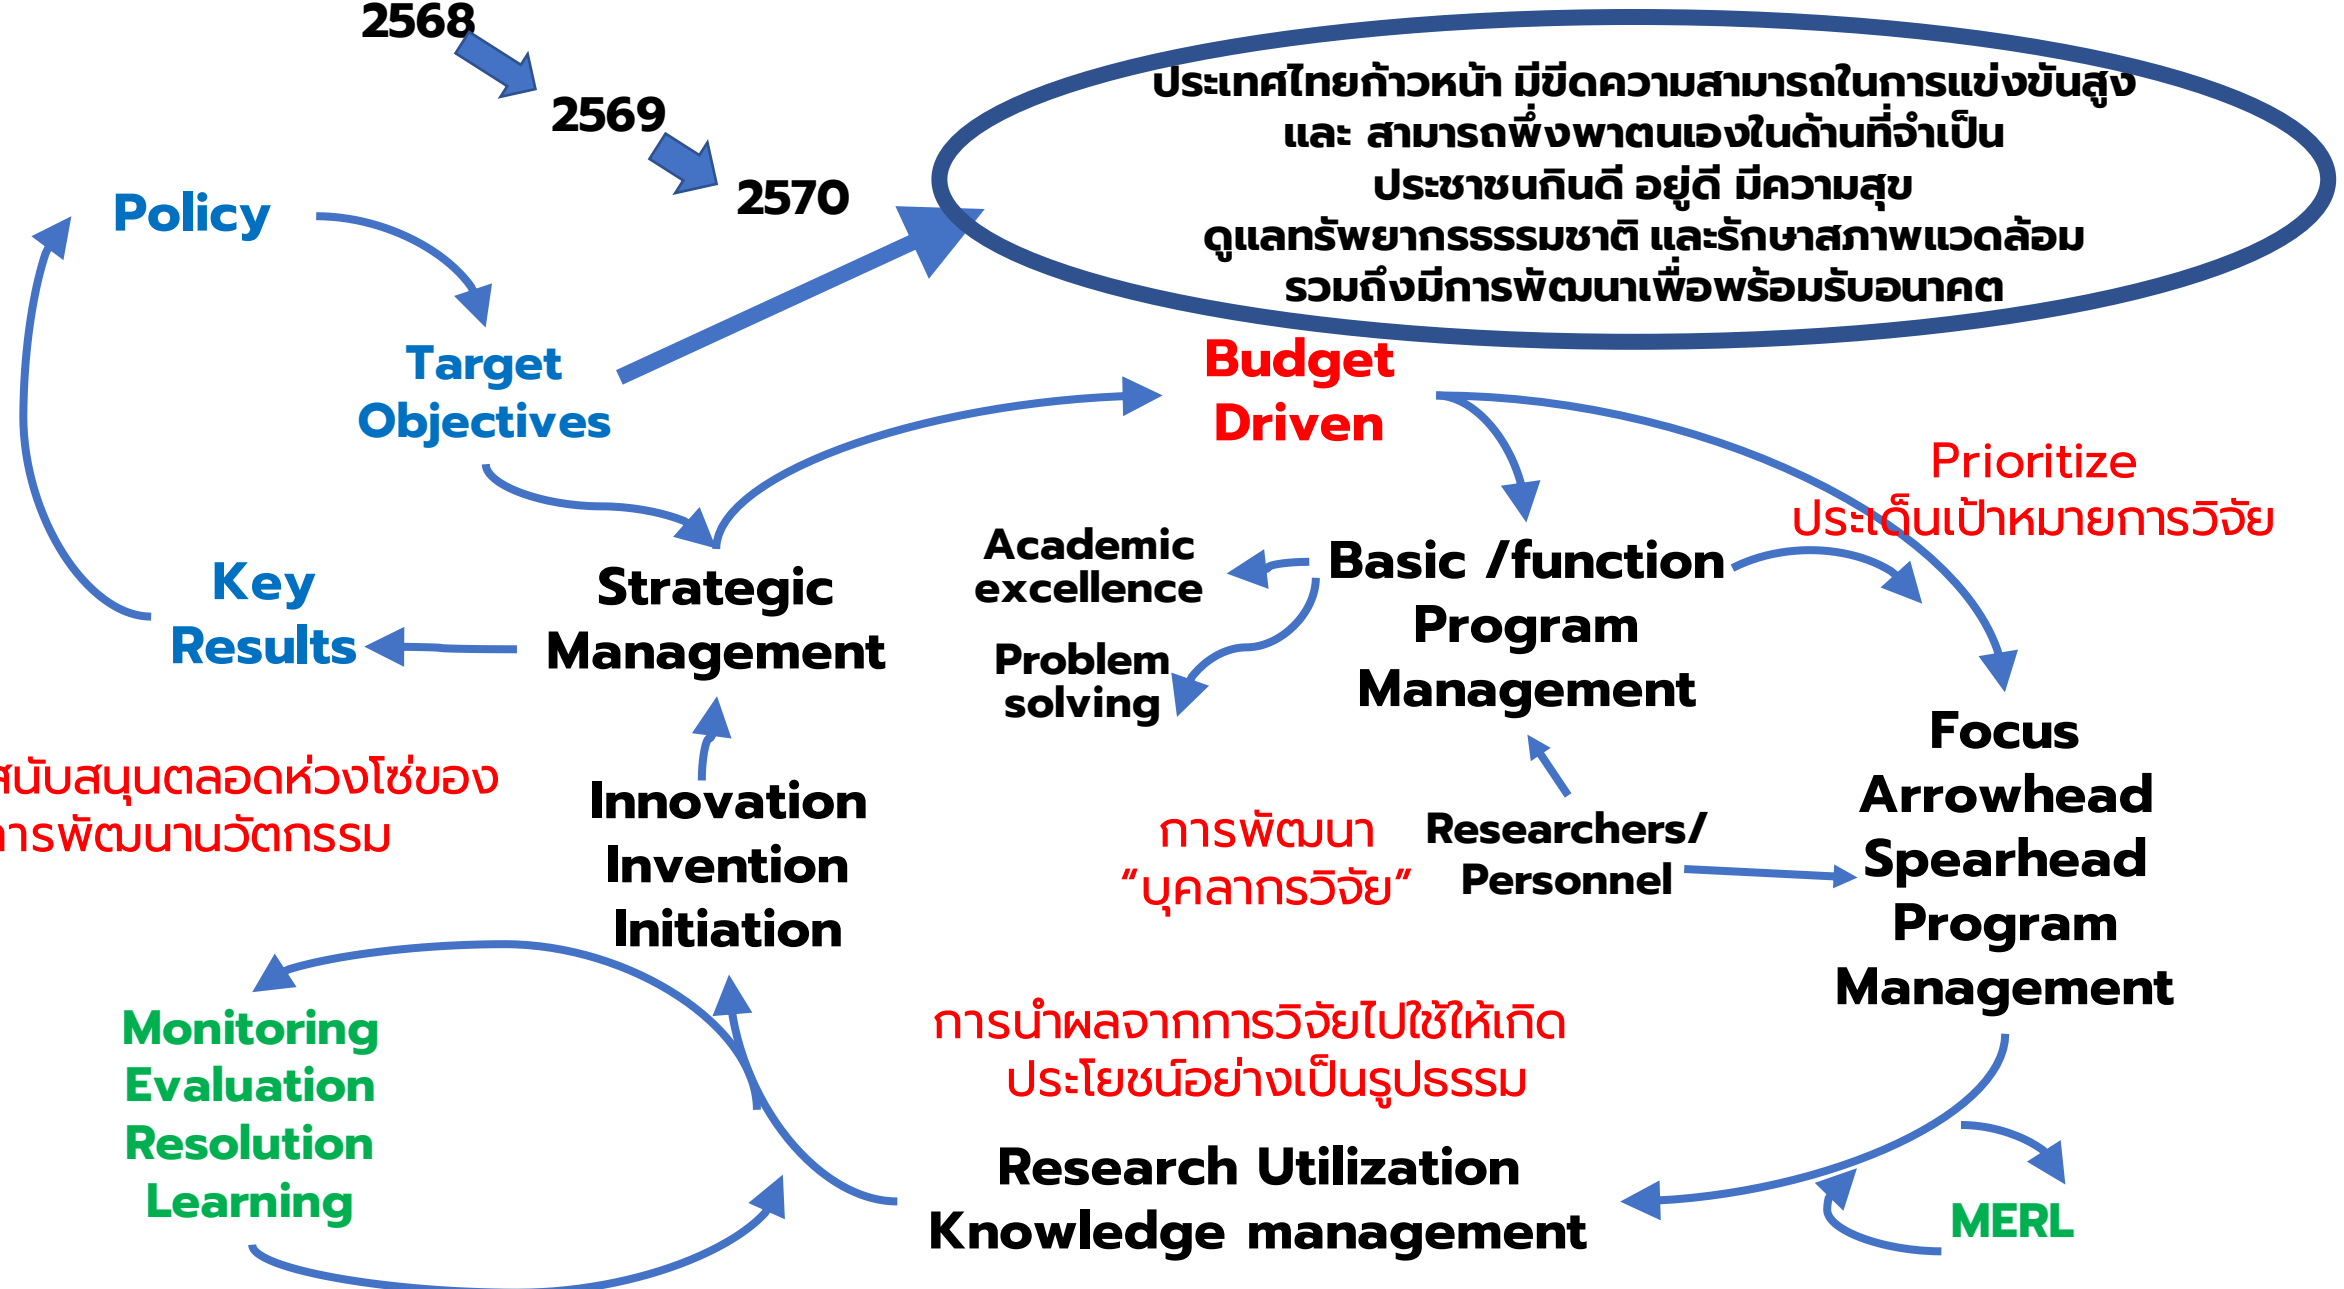 2568
2569
2570
ประเทศไทยก้าวหน้า มีขีดความสามารถในการแข่งขันสูง
และ สามารถพึ่งพาตนเองในด้านที่จำเป็น
ประชาชนกินดี อยู่ดี มีความสุข
ดูแลทรัพยากรธรรมชาติ และรักษาสภาพแวดล้อม
รวมถึงมีการพัฒนาเพื่อพร้อมรับอนาคต
Policy
Target
Objectives
Budget
Driven
Prioritize
ประเด็นเป้าหมายการวิจัย
Key
Results
Strategic
Management
Academic
excellence
Problem
solving
Basic /function
Program
Management
Focus
Arrowhead
Spearhead
Program
Management
สนับสนุนตลอดห่วงโซ่ของ
การพัฒนานวัตกรรม
Innovation
Invention
Initiation
การพัฒนา
“บุคลากรวิจัย”
Researchers/
Personnel
Monitoring
Evaluation
Resolution
Learning
การนำผลจากการวิจัยไปใช้ให้เกิด
ประโยชน์อย่างเป็นรูปธรรม
Research Utilization
Knowledge management
MERL